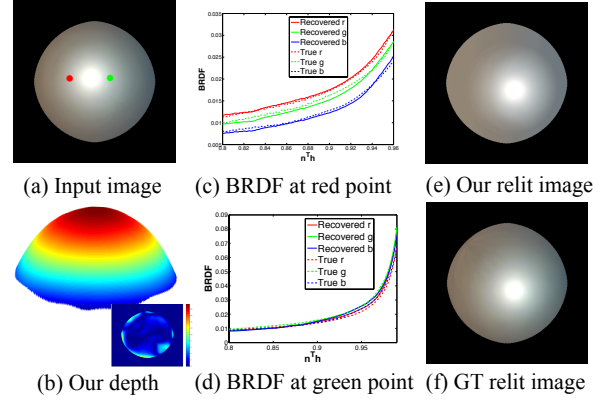 BRDF
0.035
0.03
0.025
0.02
0.015
0.01
0.005
0.8 0.82 0.84 0.86 0.88 0.9 0.92 0.94 0.96
nᵀh
Recovered r
Recovered g
Recovered b
True r
True g
True b
(a) Input image
(c) BRDF at red point
(e) Our relit image
BRDF
0.09
0.08
0.07
0.06
0.05
0.04
0.03
0.02
0.01
0.8 0.85 0.9 0.95
nᵀh
Recovered r
Recovered g
Recovered b
True r
True g
True b
(b) Our depth
(d) BRDF at green point
(f) GT relit image